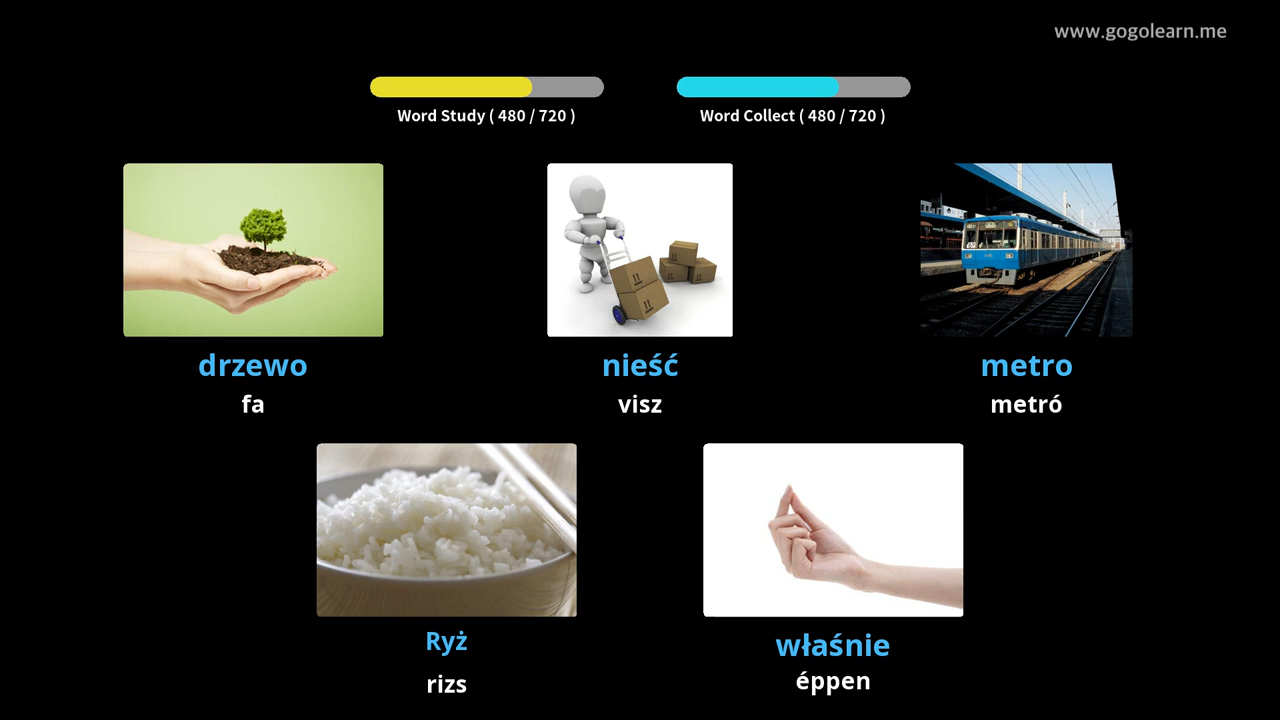 www.gogolearn.me
Word Study ( 480 / 720 )
Word Collect ( 480 / 720 )
drzewo
fa
nieść
visz
metro
metró
Ryż
rizs
właśnie
éppen